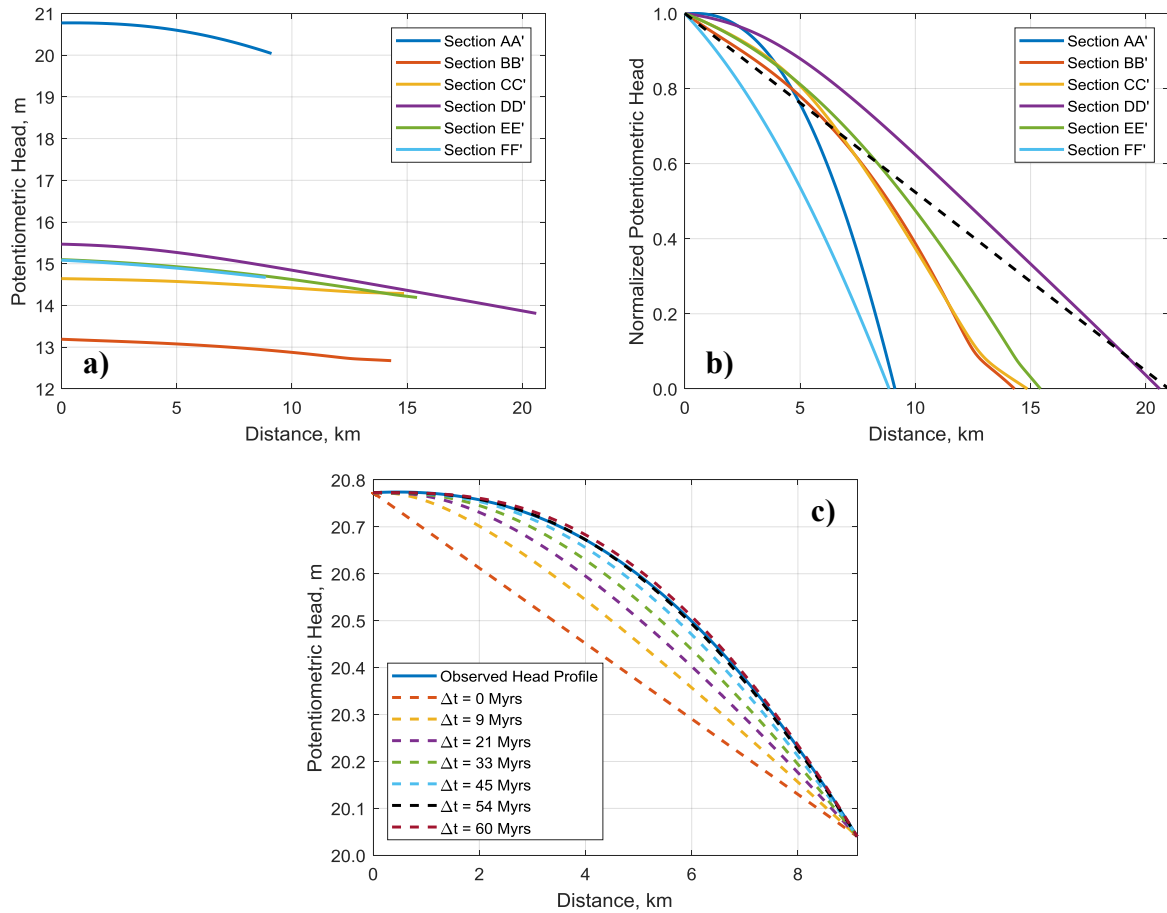 21
20
19
18
17
16
15
14
13
12
Potentiometric Head, m
0
5
10
15
20
Distance, km
Section AA'
Section BB'
Section CC'
Section DD'
Section EE'
Section FF'
a)
1.0
0.8
0.6
0.4
0.2
0.0
Normalized Potentiometric Head
0
5
10
15
20
Distance, km
Section AA'
Section BB'
Section CC'
Section DD'
Section EE'
Section FF'
b)
20.8
20.7
20.6
20.5
20.4
20.3
20.2
20.1
20.0
Potentiometric Head, m
0
2
4
6
8
Distance, km
c)
Observed Head Profile
Δt = 0 Myrs
Δt = 9 Myrs
Δt = 21 Myrs
Δt = 33 Myrs
Δt = 45 Myrs
Δt = 54 Myrs
Δt = 60 Myrs